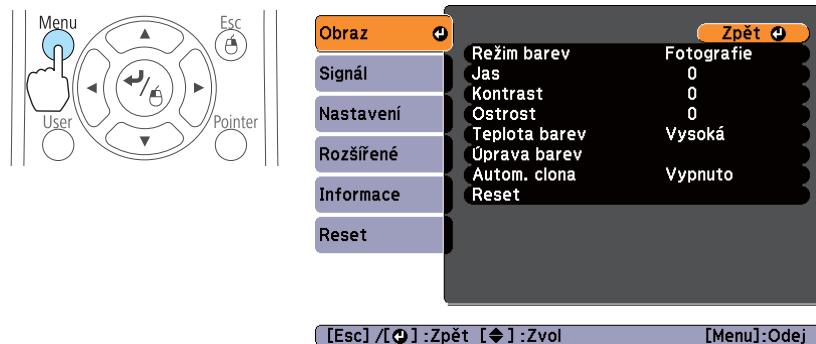 Menu
Esc
User
Pointer
Obraz
Signál
Nastavení
Rozšířené
Informace
Reset
Zpět
Režim barev Fotografie
Jas 0
Kontrast 0
Ostrost 0
Teplota barev Vysoká
Úprava barev
Autom. clona Vypnuto
Reset
[Esc] /[ ] :Zpět [ ] :Zvol [Menu]:Odej